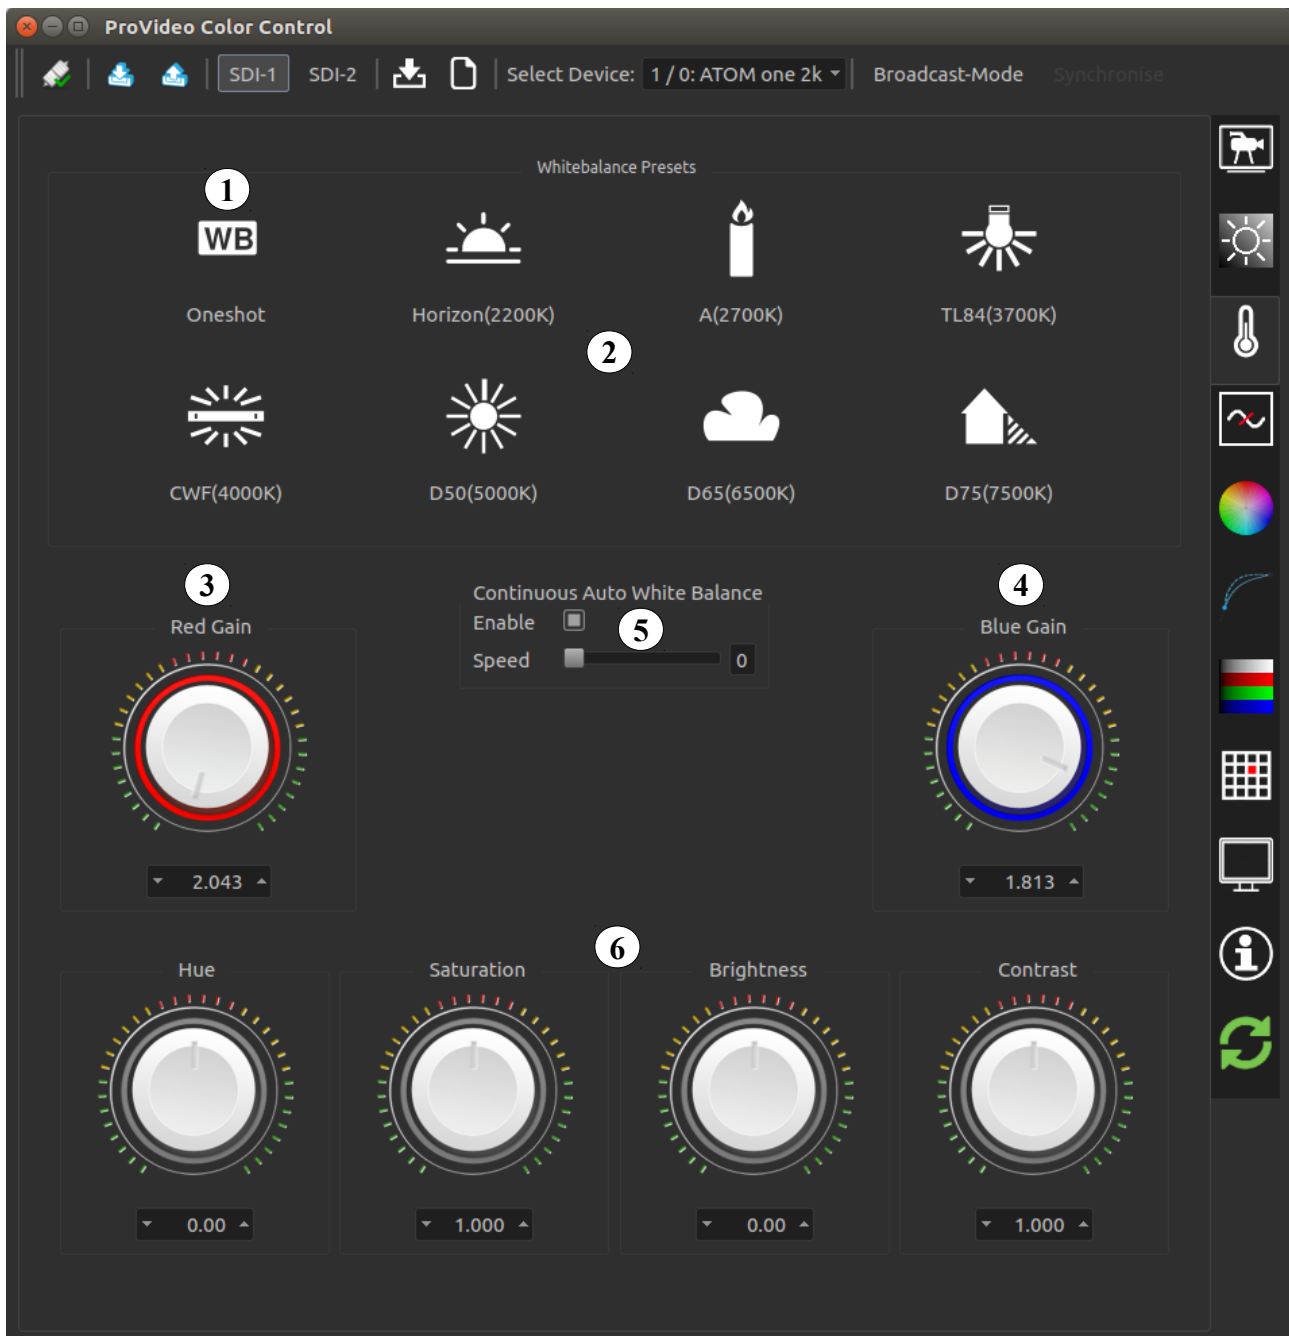 ProVideo Color Control
SDI-1 SDI-2 Select Device: 1 / 0: ATOM one 2k Broadcast-Mode Synchronise
Whitebalance Presets
1
WB
Oneshot Horizon(2200K) A(2700K) TL84(3700K)
2
CWF(4000K) D50(5000K) D65(6500K) D75(7500K)
3 4
Continuous Auto White Balance
Enable 5
Speed 0
Red Gain Blue Gain
2.043 1.813
6
Hue Saturation Brightness Contrast
0.00 1.000 0.00 1.000